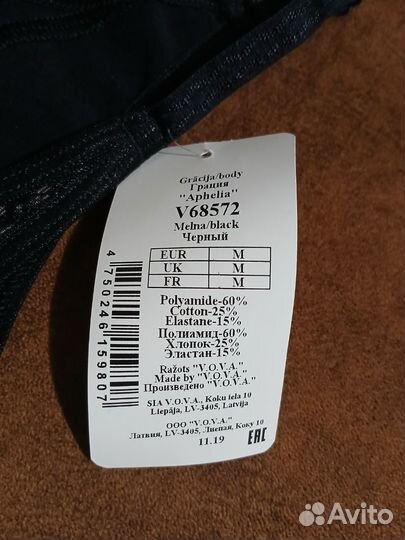 Grācija/body
Грация
"Aphelia"
V68572
Melna/black
Черный
EUR M
UK M
FR M
Polyamide-60%
Cotton-25%
Elastane-15%
Полиамид-60%
Хлопок-25%
Эластан-15%
Ražots "V.O.V.A."
Made by "V.O.V.A."
Произведено "V.O.V.A."
SIA V.O.V.A., Koku iela 10
Liepāja, LV-3405, Latvija
ООО "V.O.V.A."
Латвия, LV-3405, Лиепая, Коку 10
11.19
EAC
4750246159807
Avito